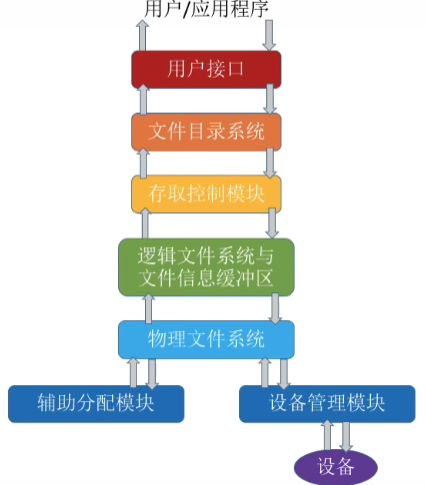 用户/应用程序
用户接口
文件目录系统
存取控制模块
逻辑文件系统与
文件信息缓冲区
物理文件系统
辅助分配模块
设备管理模块
设备